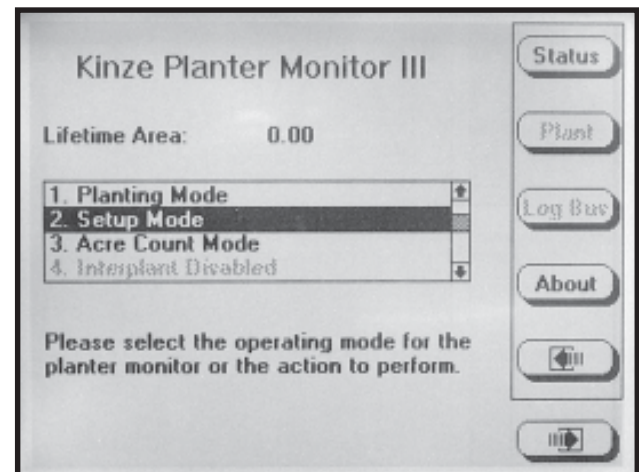 Kinze Planter Monitor III
Lifetime Area: 0.00
1. Planting Mode
2. Setup Mode
3. Acre Count Mode
4. Interplant Disabled
Please select the operating mode for the
planter monitor or the action to perform.
Status
Plant
Log Bus
About